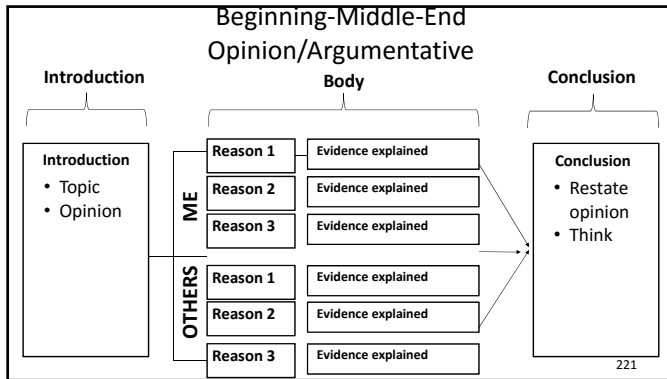 Beginning-Middle-End
Opinion/Argumentative
Introduction
Body
Conclusion
Introduction
• Topic
• Opinion
ME
Reason 1
Evidence explained
Reason 2
Evidence explained
Reason 3
Evidence explained
OTHERS
Reason 1
Evidence explained
Reason 2
Evidence explained
Reason 3
Evidence explained
Conclusion
• Restate
opinion
• Think
221